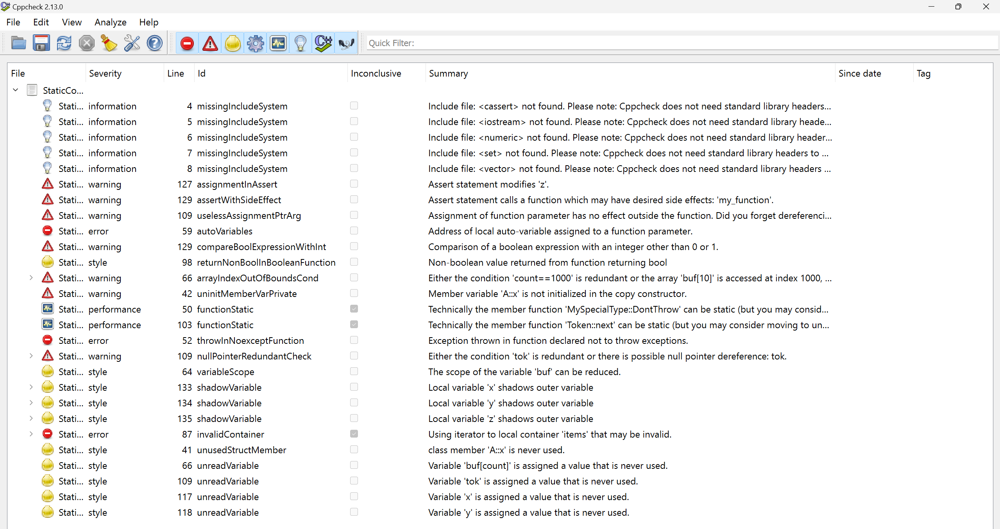 Cppcheck 2.13.0
File Edit View Analyze Help
Quick Filter:
File Severity Line Id Inconclusive Summary Since date Tag
StaticCo...
Stati... information 4 missingIncludeSystem Include file: <cassert> not found. Please note: Cppcheck does not need standard library headers...
Stati... information 5 missingIncludeSystem Include file: <iostream> not found. Please note: Cppcheck does not need standard library heade...
Stati... information 6 missingIncludeSystem Include file: <numeric> not found. Please note: Cppcheck does not need standard library header...
Stati... information 7 missingIncludeSystem Include file: <set> not found. Please note: Cppcheck does not need standard library headers to ...
Stati... information 8 missingIncludeSystem Include file: <vector> not found. Please note: Cppcheck does not need standard library headers ...
Stati... warning 127 assignmentInAssert Assert statement modifies 'z'.
Stati... warning 129 assertWithSideEffect Assert statement calls a function which may have desired side effects: 'my_function'.
Stati... warning 109 uselessAssignmentPtrArg Assignment of function parameter has no effect outside the function. Did you forget dereferenci...
Stati... error 59 autoVariables Address of local auto-variable assigned to a function parameter.
Stati... warning 129 compareBoolExpressionWithInt Comparison of a boolean expression with an integer other than 0 or 1.
Stati... style 98 returnNonBoolInBooleanFunction Non-boolean value returned from function returning bool
Stati... warning 66 arrayIndexOutOfBoundsCond Either the condition 'count==1000' is redundant or the array 'buf[10]' is accessed at index 1000, ...
Stati... warning 42 uninitMemberVarPrivate Member variable 'A::x' is not initialized in the copy constructor.
Stati... performance 50 functionStatic Technically the member function 'MySpecialType::DontThrow' can be static (but you may consid...
Stati... performance 103 functionStatic Technically the member function 'Token::next' can be static (but you may consider moving to un...
Stati... error 52 throwInNoexceptFunction Exception thrown in function declared not to throw exceptions.
Stati... warning 109 nullPointerRedundantCheck Either the condition 'tok' is redundant or there is possible null pointer dereference: tok.
Stati... style 64 variableScope The scope of the variable 'buf' can be reduced.
Stati... style 133 shadowVariable Local variable 'x' shadows outer variable
Stati... style 134 shadowVariable Local variable 'y' shadows outer variable
Stati... style 135 shadowVariable Local variable 'z' shadows outer variable
Stati... error 87 invalidContainer Using iterator to local container 'items' that may be invalid.
Stati... style 41 unusedStructMember class member 'A::x' is never used.
Stati... style 66 unreadVariable Variable 'buf[count]' is assigned a value that is never used.
Stati... style 109 unreadVariable Variable 'tok' is assigned a value that is never used.
Stati... style 117 unreadVariable Variable 'x' is assigned a value that is never used.
Stati... style 118 unreadVariable Variable 'y' is assigned a value that is never used.